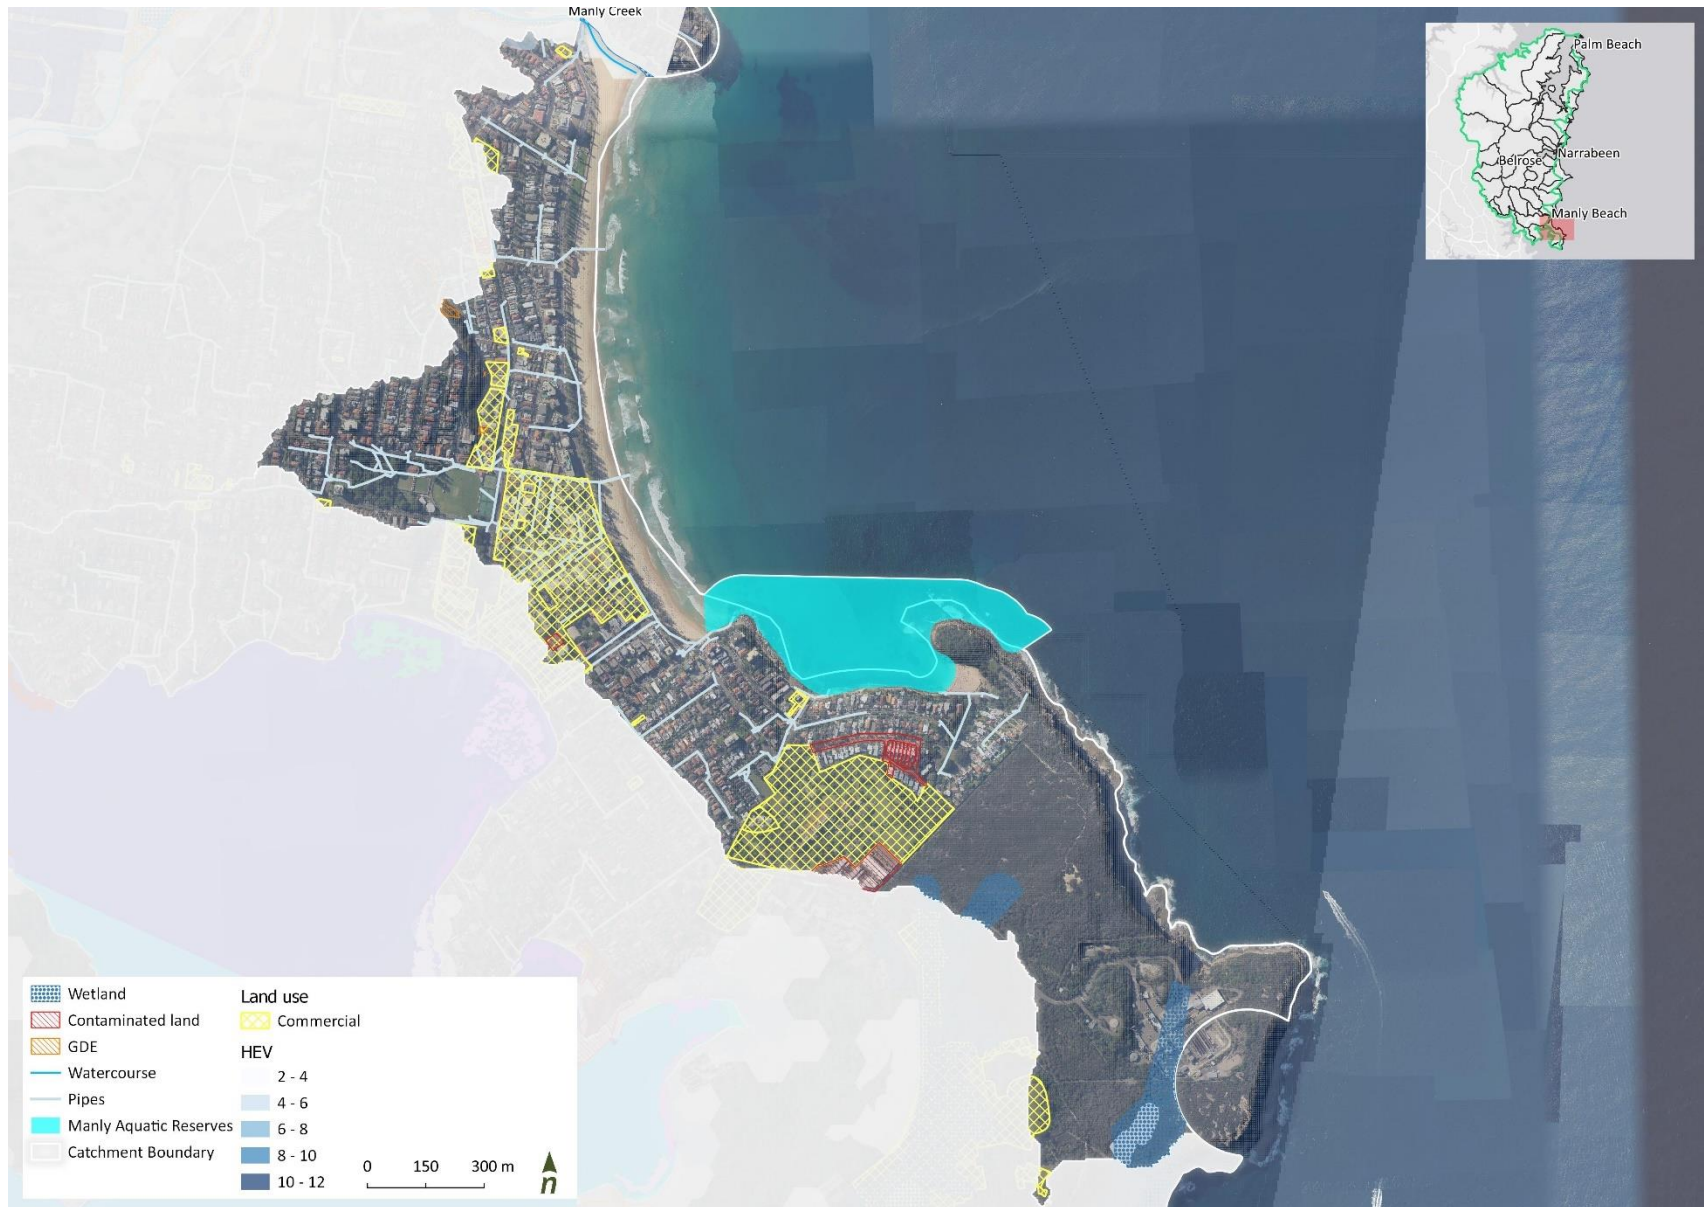 Manly Creek
Palm Beach
Narrabeen
Belrose
Manly Beach
Wetland
Contaminated land
GDE
Watercourse
Pipes
Manly Aquatic Reserves
Catchment Boundary
Land use
Commercial
HEV
2 - 4
4 - 6
6 - 8
8 - 10
10 - 12
0 150 300 m
n